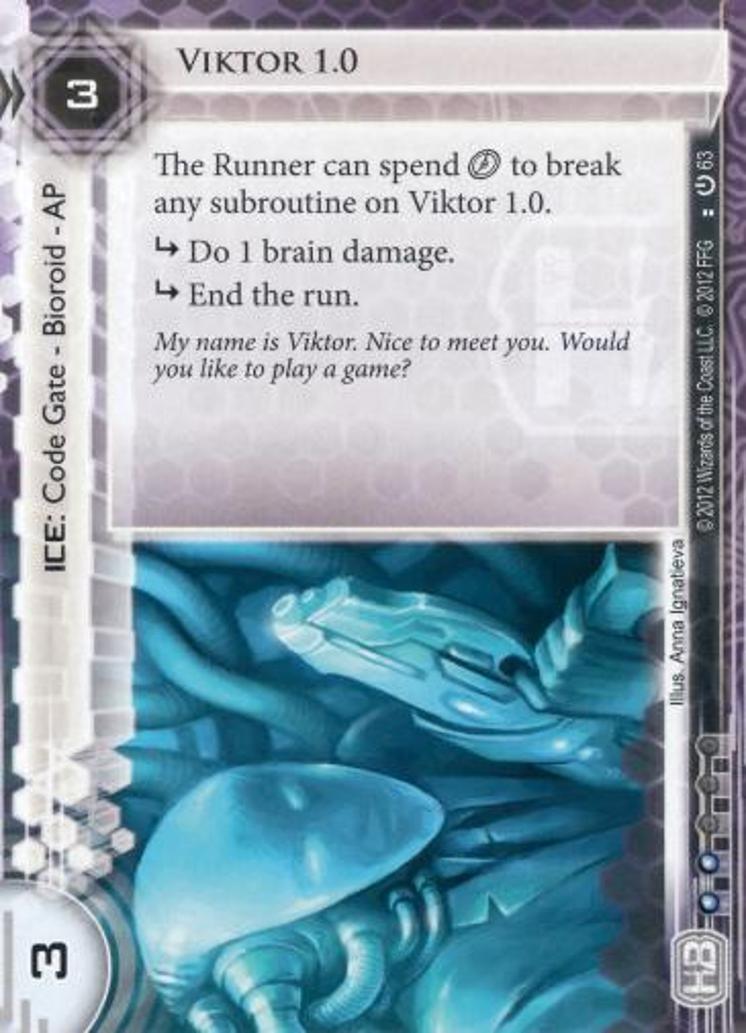 VIKTOR 1.0
3
The Runner can spend to break
any subroutine on Viktor 1.0.
↳ Do 1 brain damage.
↳ End the run.
My name is Viktor. Nice to meet you. Would
you like to play a game?
ICE: Code Gate - Bioroid - AP
3
Illus. Anna Ignatieva
©2012 Wizards of the Coast LLC. © 2012 FFG
63
HB